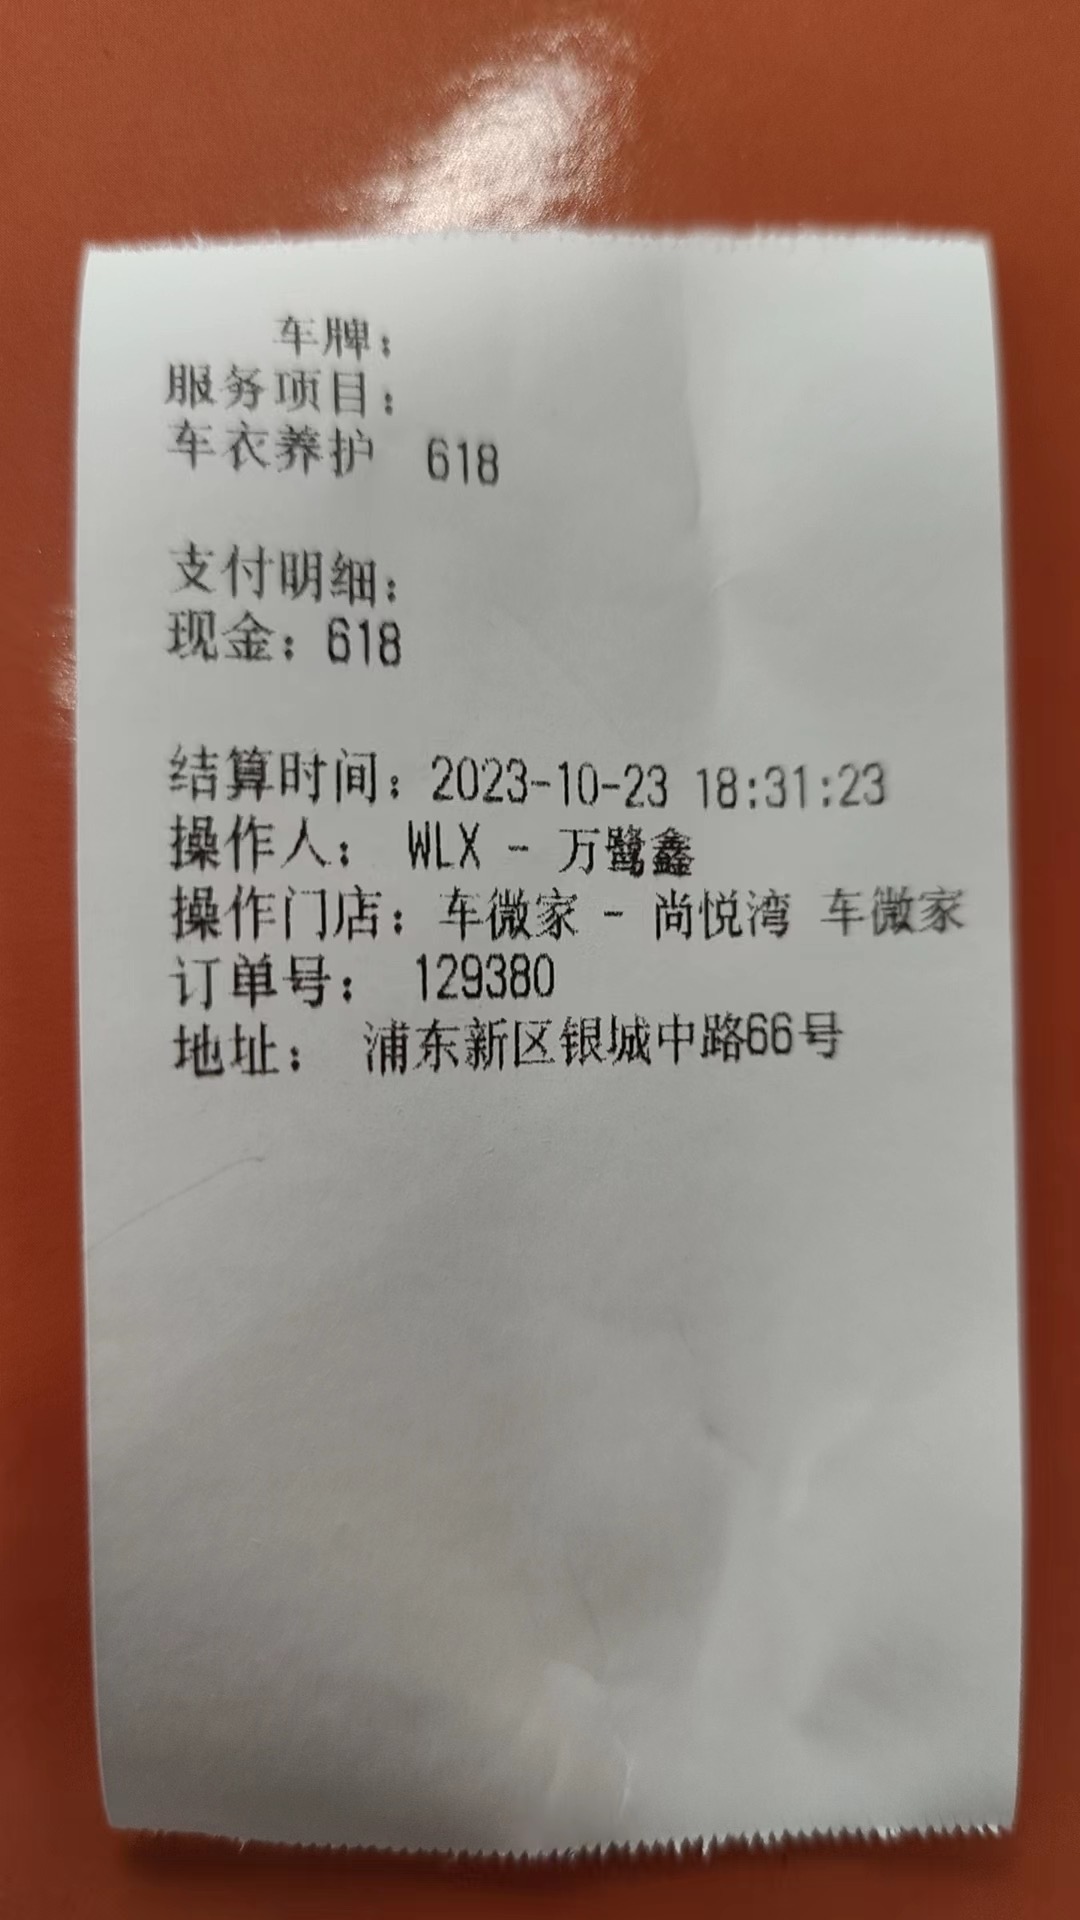 车牌：
服务项目：
车衣养护 618
支付明细：
现金：618
结算时间：2023-10-23 18:31:23
操作人： WLX - 万鹭鑫
操作门店：车微家 - 尚悦湾 车微家
订单号： 129380
地址： 浦东新区银城中路66号